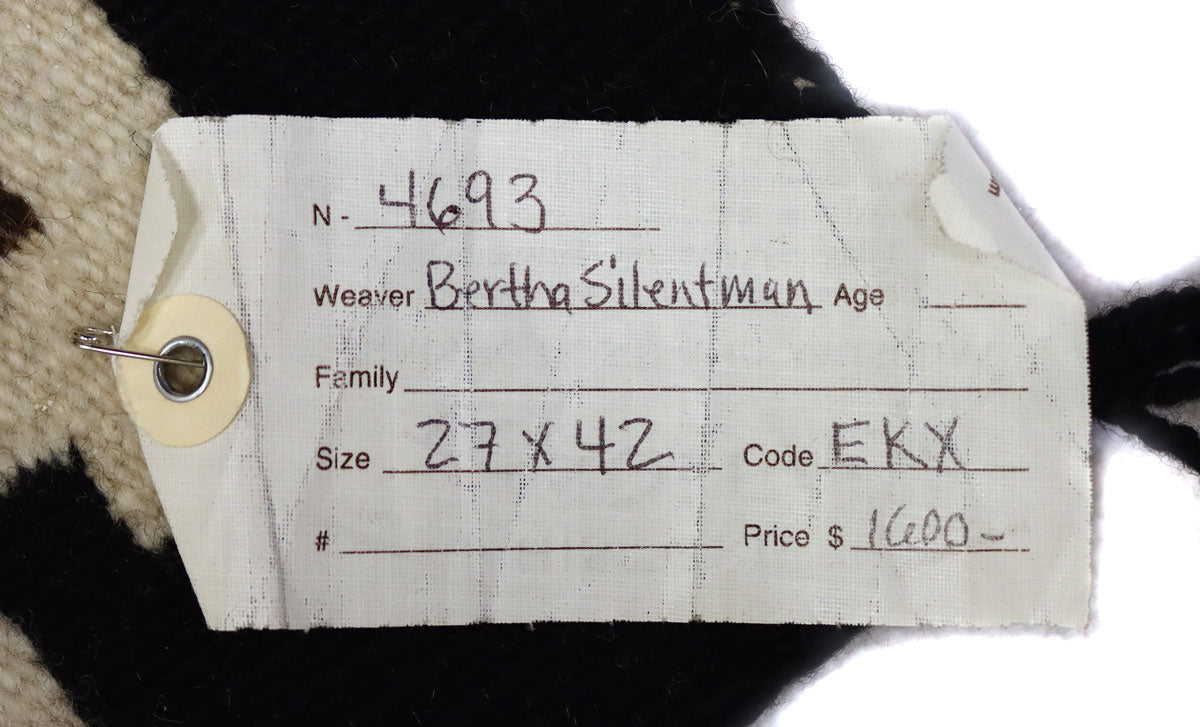 N - 4693
Weaver Bertha Silentman Age
Family
Size 27 X 42 Code EKX
# Price $ 1600-